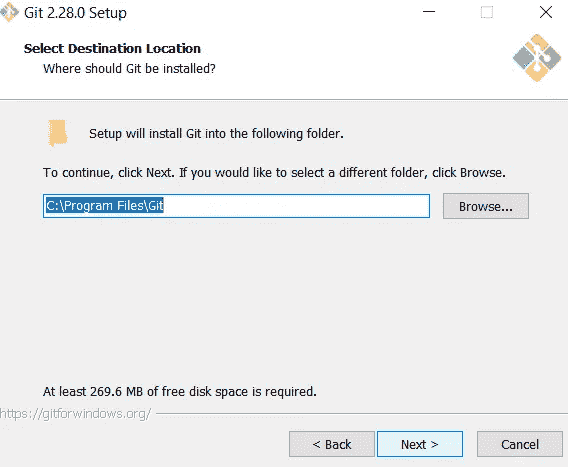 Git 2.28.0 Setup
Select Destination Location
Where should Git be installed?
Setup will install Git into the following folder.
To continue, click Next. If you would like to select a different folder, click Browse.
C:\Program Files\Git
Browse...
At least 269.6 MB of free disk space is required.
https://gitforwindows.org/
< Back
Next >
Cancel